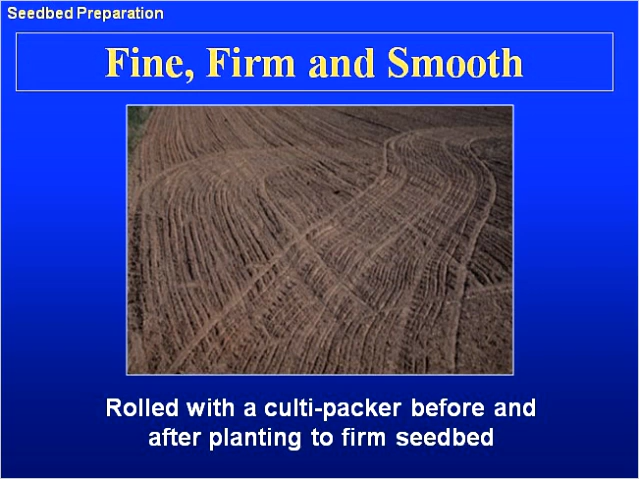 Seedbed Preparation
Fine, Firm and Smooth
Rolled with a culti-packer before and
after planting to firm seedbed